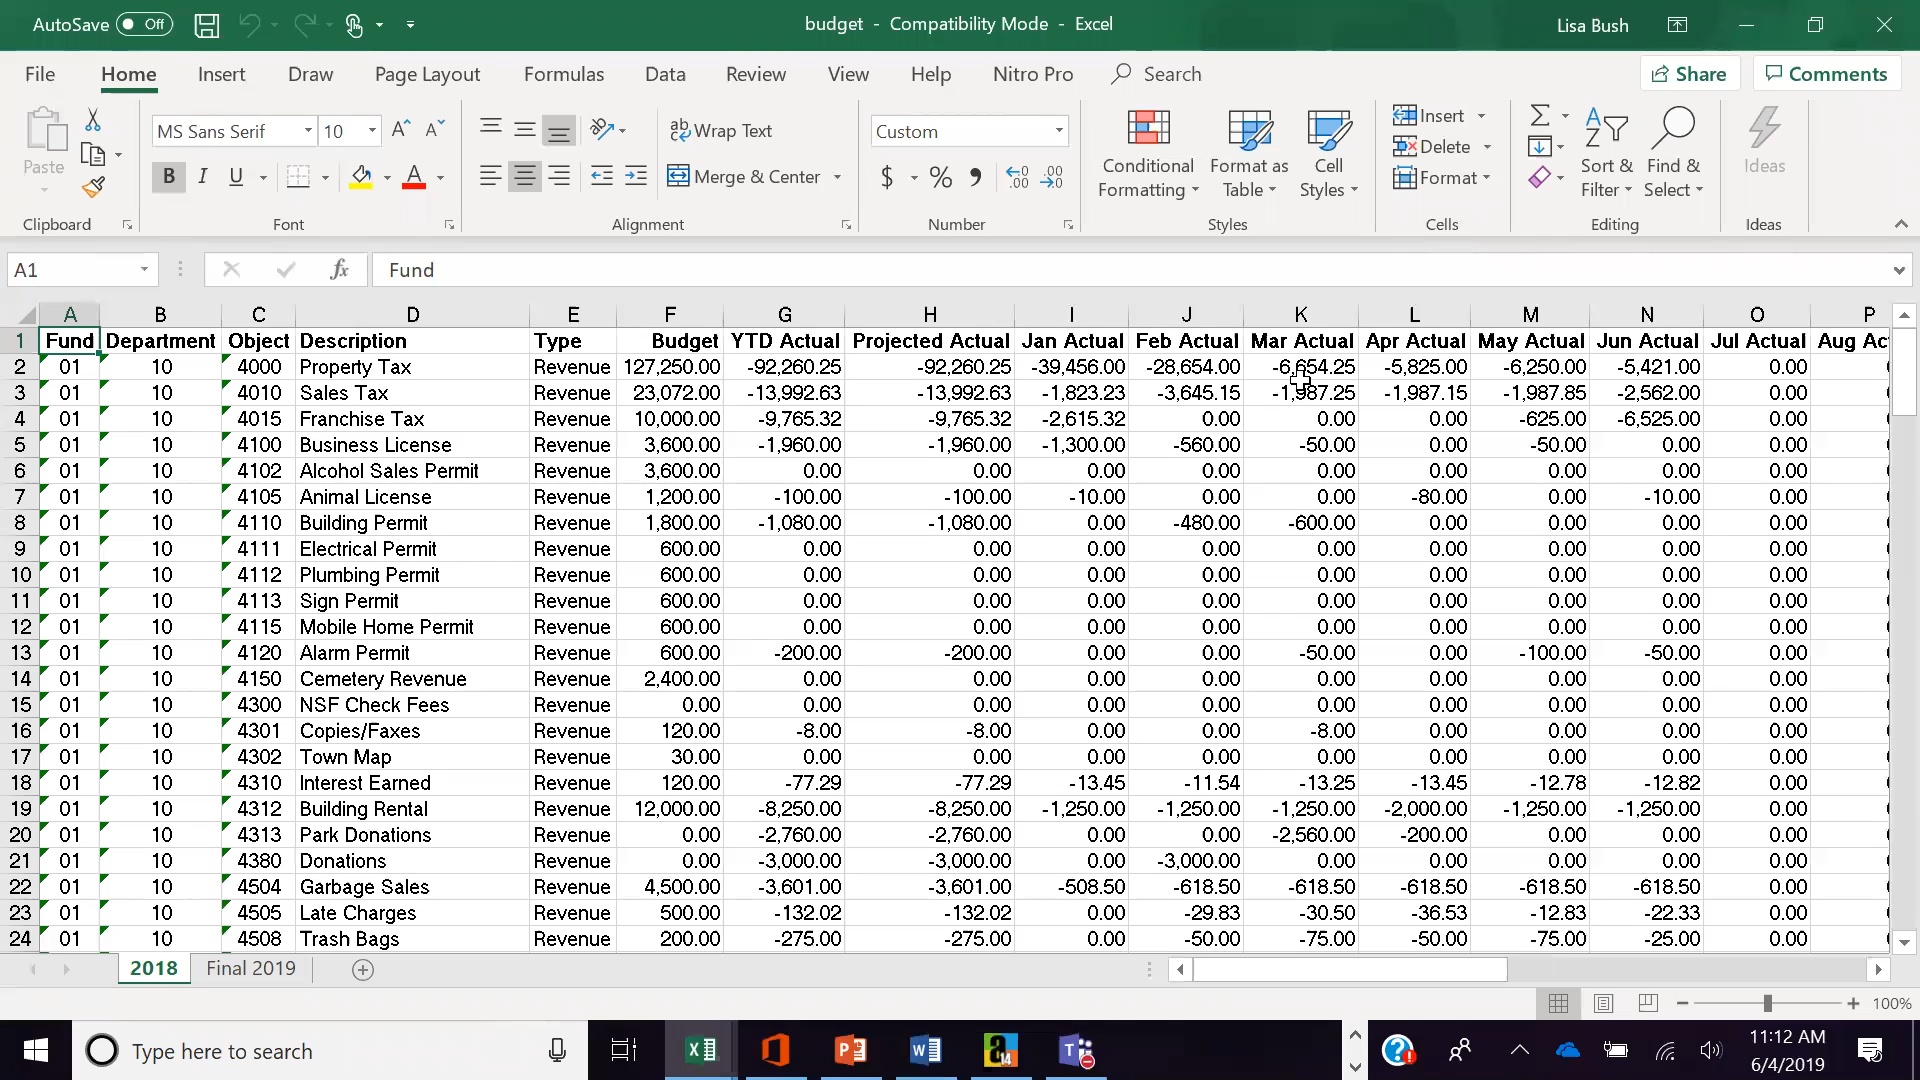 AutoSave Off budget - Compatibility Mode - Excel Lisa Bush
File Home Insert Draw Page Layout Formulas Data Review View Help Nitro Pro Search Share Comments
Paste MS Sans Serif 10 Wrap Text Custom Conditional Formatting Format as Table Cell Styles Insert Sort & Filter Find & Select Ideas
B I U A Merge & Center $ % Delete
Format
Clipboard Font Alignment Number Styles Cells Editing Ideas
A1 fx Fund
A B C D E F G H I J K L M N O P
1 Fund Department Object Description Type Budget YTD Actual Projected Actual Jan Actual Feb Actual Mar Actual Apr Actual May Actual Jun Actual Jul Actual Aug Ac
2 01 10 4000 Property Tax Revenue 127,250.00 -92,260.25 -92,260.25 -39,456.00 -28,654.00 -6,654.25 -5,825.00 -6,250.00 -5,421.00 0.00
3 01 10 4010 Sales Tax Revenue 23,072.00 -13,992.63 -13,992.63 -1,823.23 -3,645.15 -1,987.25 -1,987.15 -1,987.85 -2,562.00 0.00
4 01 10 4015 Franchise Tax Revenue 10,000.00 -9,765.32 -9,765.32 -2,615.32 0.00 0.00 0.00 -625.00 -6,525.00 0.00
5 01 10 4100 Business License Revenue 3,600.00 -1,960.00 -1,960.00 -1,300.00 -560.00 -50.00 0.00 -50.00 0.00 0.00
6 01 10 4102 Alcohol Sales Permit Revenue 3,600.00 0.00 0.00 0.00 0.00 0.00 0.00 0.00 0.00 0.00
7 01 10 4105 Animal License Revenue 1,200.00 -100.00 -100.00 -10.00 0.00 0.00 -80.00 0.00 -10.00 0.00
8 01 10 4110 Building Permit Revenue 1,800.00 -1,080.00 -1,080.00 0.00 -480.00 -600.00 0.00 0.00 0.00 0.00
9 01 10 4111 Electrical Permit Revenue 600.00 0.00 0.00 0.00 0.00 0.00 0.00 0.00 0.00 0.00
10 01 10 4112 Plumbing Permit Revenue 600.00 0.00 0.00 0.00 0.00 0.00 0.00 0.00 0.00 0.00
11 01 10 4113 Sign Permit Revenue 600.00 0.00 0.00 0.00 0.00 0.00 0.00 0.00 0.00 0.00
12 01 10 4115 Mobile Home Permit Revenue 600.00 0.00 0.00 0.00 0.00 0.00 0.00 0.00 0.00 0.00
13 01 10 4120 Alarm Permit Revenue 600.00 -200.00 -200.00 0.00 0.00 -50.00 0.00 -100.00 -50.00 0.00
14 01 10 4150 Cemetery Revenue Revenue 2,400.00 0.00 0.00 0.00 0.00 0.00 0.00 0.00 0.00 0.00
15 01 10 4300 NSF Check Fees Revenue 0.00 0.00 0.00 0.00 0.00 0.00 0.00 0.00 0.00 0.00
16 01 10 4301 Copies/Faxes Revenue 120.00 -8.00 -8.00 0.00 0.00 -8.00 0.00 0.00 0.00 0.00
17 01 10 4302 Town Map Revenue 30.00 0.00 0.00 0.00 0.00 0.00 0.00 0.00 0.00 0.00
18 01 10 4310 Interest Earned Revenue 120.00 -77.29 -77.29 -13.45 -11.54 -13.25 -13.45 -12.78 -12.82 0.00
19 01 10 4312 Building Rental Revenue 12,000.00 -8,250.00 -8,250.00 -1,250.00 -1,250.00 -1,250.00 -2,000.00 -1,250.00 -1,250.00 0.00
20 01 10 4313 Park Donations Revenue 0.00 -2,760.00 -2,760.00 0.00 0.00 -2,560.00 -200.00 0.00 0.00 0.00
21 01 10 4380 Donations Revenue 0.00 -3,000.00 -3,000.00 0.00 -3,000.00 0.00 0.00 0.00 0.00 0.00
22 01 10 4504 Garbage Sales Revenue 4,500.00 -3,601.00 -3,601.00 -508.50 -618.50 -618.50 -618.50 -618.50 -618.50 0.00
23 01 10 4505 Late Charges Revenue 500.00 -132.02 -132.02 0.00 -29.83 -30.50 -36.53 -12.83 -22.33 0.00
24 01 10 4508 Trash Bags Revenue 200.00 -275.00 -275.00 0.00 -50.00 -75.00 -50.00 -75.00 -25.00 0.00
2018 Final 2019
100%
Type here to search 11:12 AM
6/4/2019